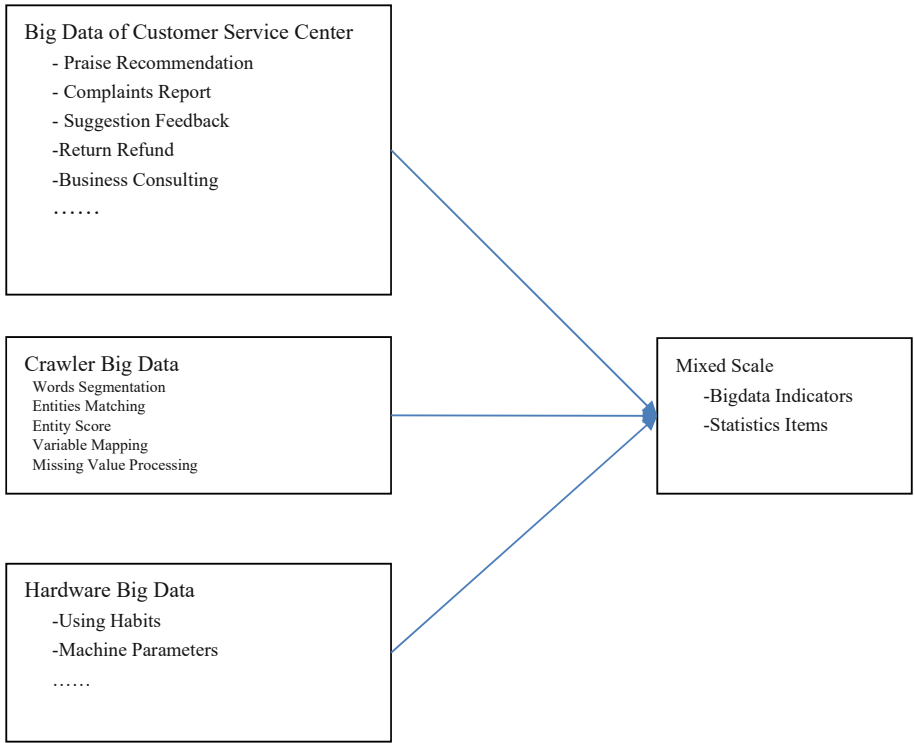 Big Data of Customer Service Center
- Praise Recommendation
- Complaints Report
- Suggestion Feedback
-Return Refund
-Business Consulting
……
Crawler Big Data
Words Segmentation
Entities Matching
Entity Score
Variable Mapping
Missing Value Processing
Hardware Big Data
-Using Habits
-Machine Parameters
……
Mixed Scale
-Bigdata Indicators
-Statistics Items